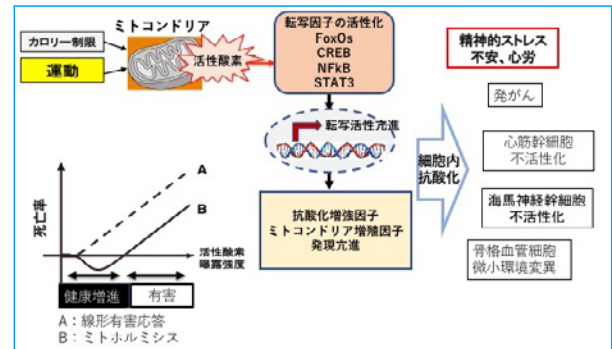 ミトコンドリア
カロリー制限
運動
活性酸素
転写因子の活性化
FoxOs
CREB
NFkB
STAT3
転写活性亢進
抗酸化増強因子
ミトコンドリア増殖因子
発現亢進
細胞内
抗酸化
精神的ストレス
不安、心労
発がん
心筋幹細胞
不活性化
海馬神経幹細胞
不活性化
骨格血管細胞
微小環境変異
死亡率
A
B
活性酸素
曝露強度
健康増進
有害
A：線形有害応答
B：ミトホルミシス